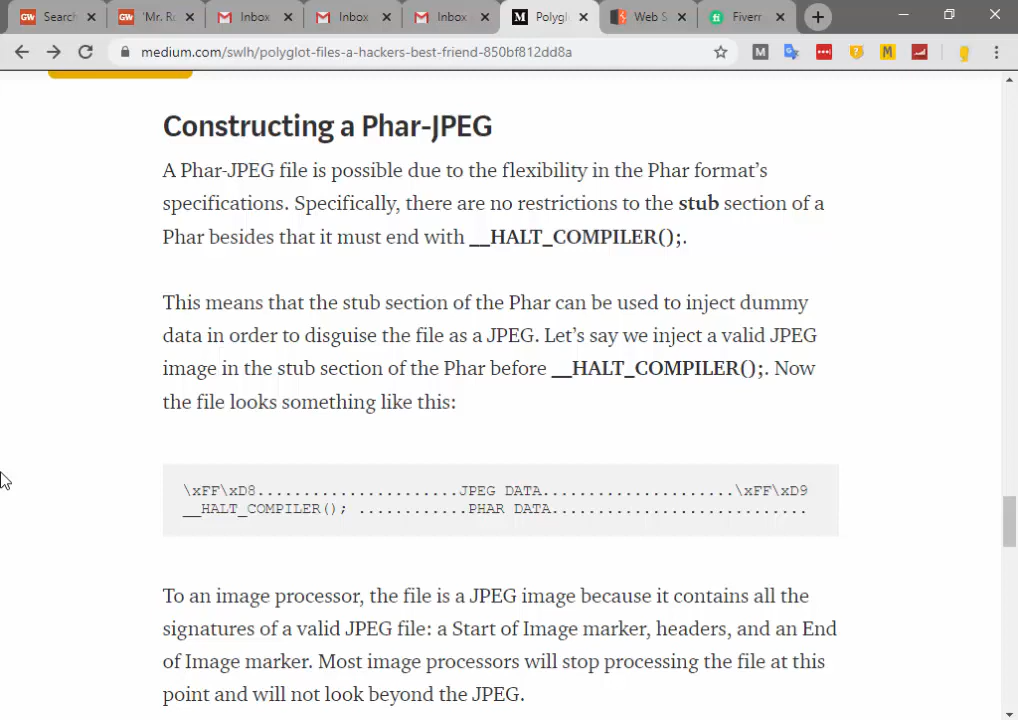 Search
'Mr. Ro
Inbox
Inbox
Inbox
Polygl
Web S
Fiverr
medium.com/swlh/polyglot-files-a-hackers-best-friend-850bf812dd8a
Constructing a Phar-JPEG
A Phar-JPEG file is possible due to the flexibility in the Phar format’s
specifications. Specifically, there are no restrictions to the stub section of a
Phar besides that it must end with __HALT_COMPILER();.
This means that the stub section of the Phar can be used to inject dummy
data in order to disguise the file as a JPEG. Let’s say we inject a valid JPEG
image in the stub section of the Phar before __HALT_COMPILER();. Now
the file looks something like this:
\xFF\xD8......................JPEG DATA.....................\xFF\xD9
__HALT_COMPILER(); ............PHAR DATA............................
To an image processor, the file is a JPEG image because it contains all the
signatures of a valid JPEG file: a Start of Image marker, headers, and an End
of Image marker. Most image processors will stop processing the file at this
point and will not look beyond the JPEG.